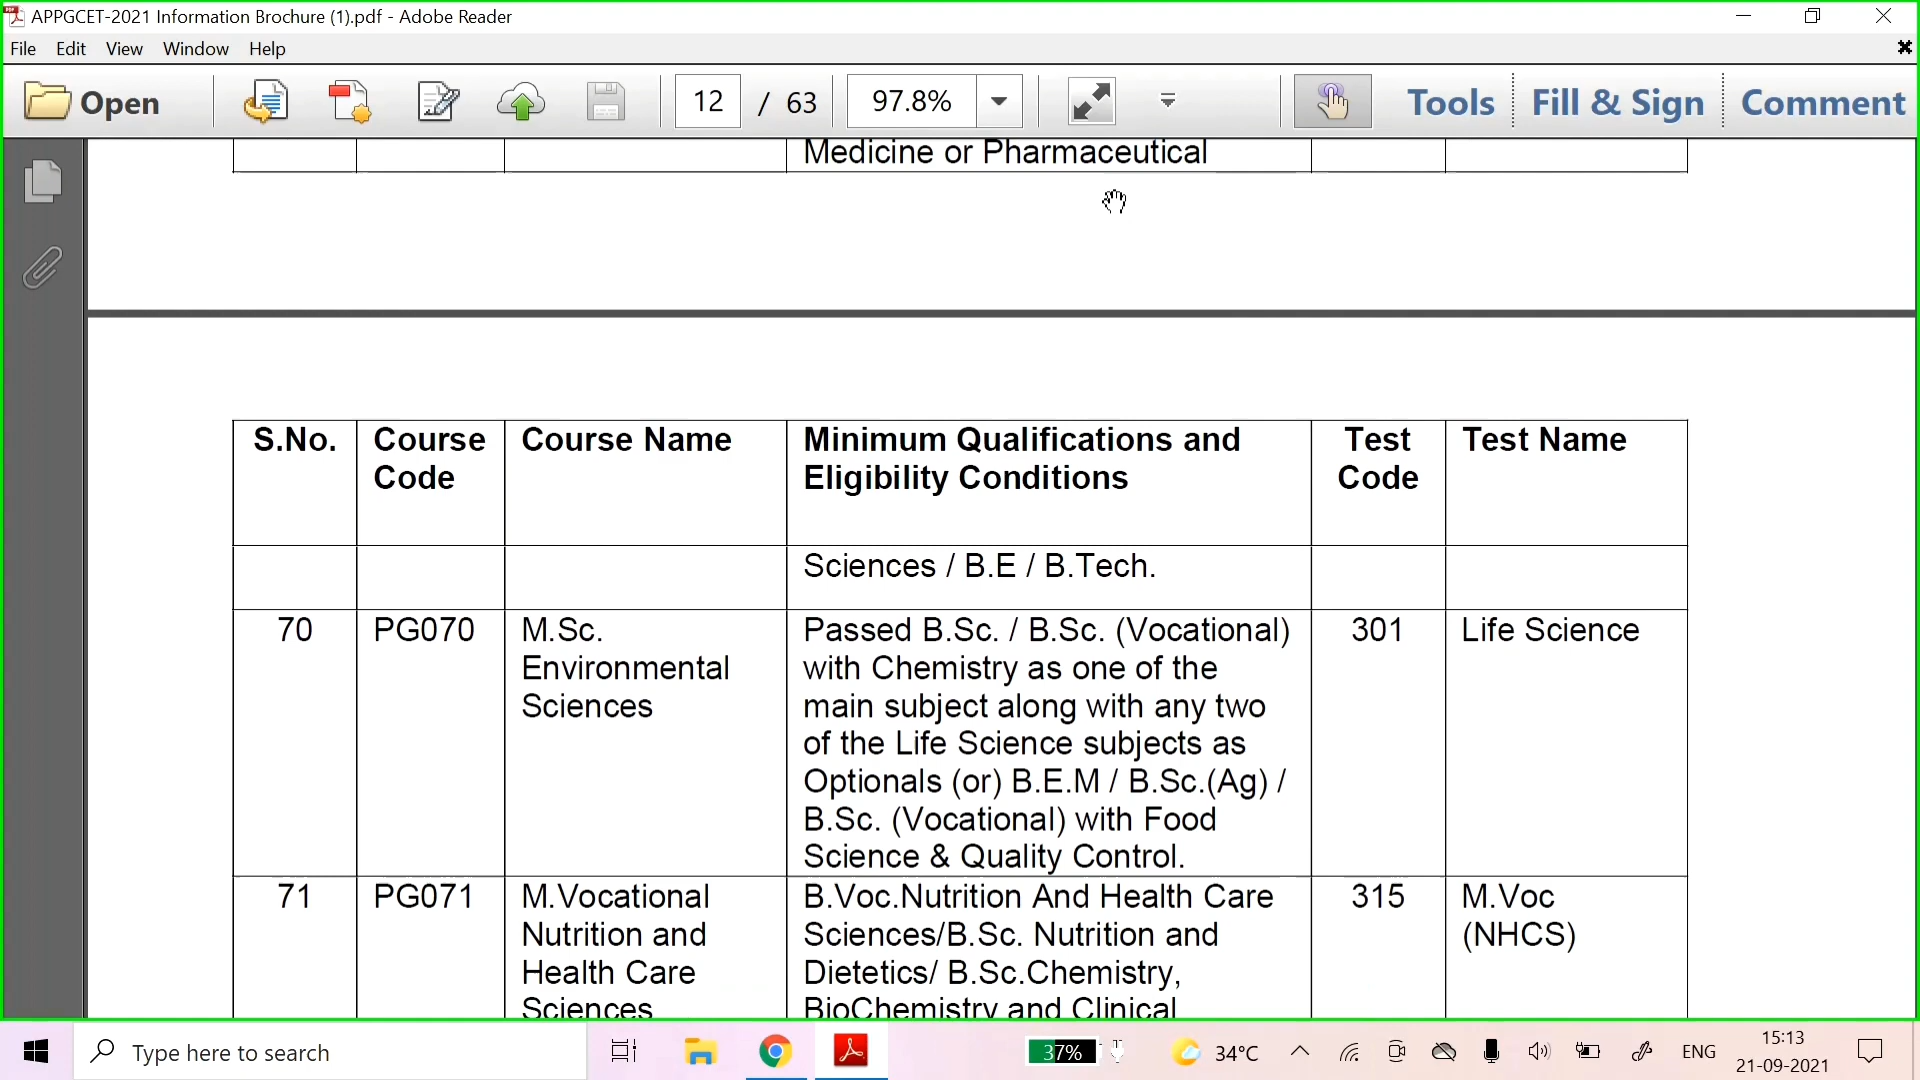 APPGCET-2021 Information Brochure (1).pdf - Adobe Reader
File Edit View Window Help
Open 12 / 63 97.8% Tools Fill & Sign Comment
Medicine or Pharmaceutical
S.No. Course Code Course Name Minimum Qualifications and Eligibility Conditions Test Code Test Name
Sciences / B.E / B.Tech.
70 PG070 M.Sc. Passed B.Sc. / B.Sc. (Vocational) 301 Life Science
Environmental with Chemistry as one of the
Sciences main subject along with any two
of the Life Science subjects as
Optionals (or) B.E.M / B.Sc.(Ag) /
B.Sc. (Vocational) with Food
Science & Quality Control.
71 PG071 M.Vocational B.Voc.Nutrition And Health Care 315 M.Voc
Nutrition and Sciences/B.Sc. Nutrition and (NHCS)
Health Care Dietetics/ B.Sc.Chemistry,
Sciences BioChemistry and Clinical
Type here to search 37% 34°C ENG 15:13
21-09-2021